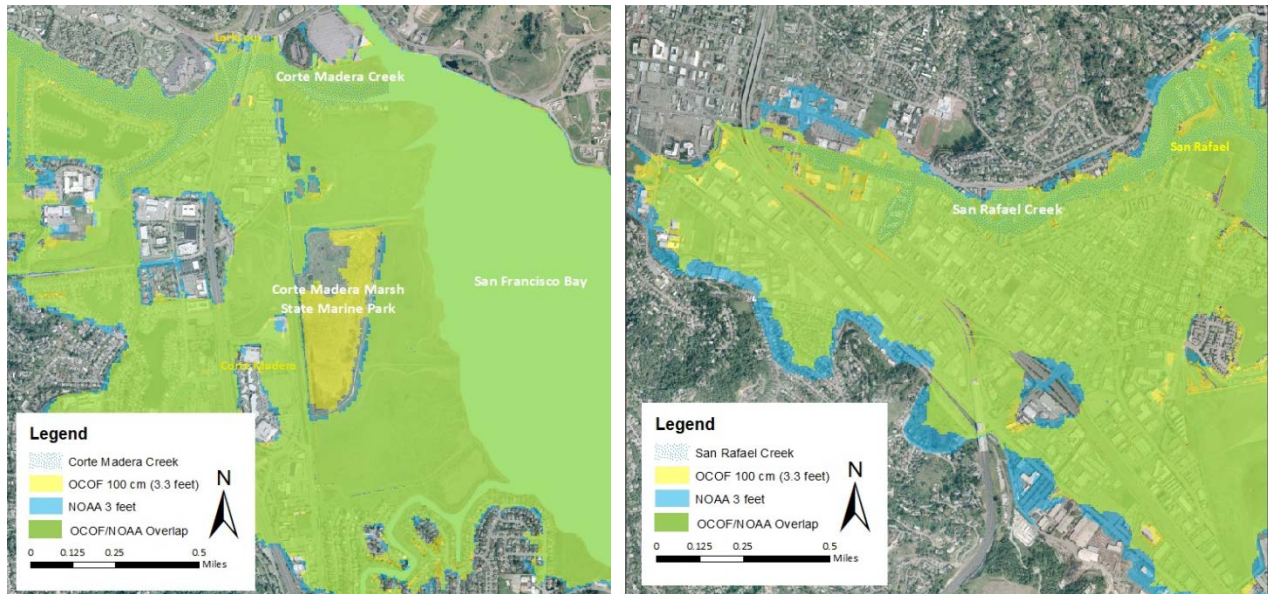 Larkspur
Corte Madera Creek
San Francisco Bay
Corte Madera Marsh
State Marine Park
Corte Madera
Legend
Corte Madera Creek
OCOF 100 cm (3.3 feet)
NOAA 3 feet
OCOF/NOAA Overlap
N
0 0.125 0.25 0.5
Miles
San Rafael
San Rafael Creek
Legend
San Rafael Creek
OCOF 100 cm (3.3 feet)
NOAA 3 feet
OCOF/NOAA Overlap
N
0 0.125 0.25 0.5
Miles